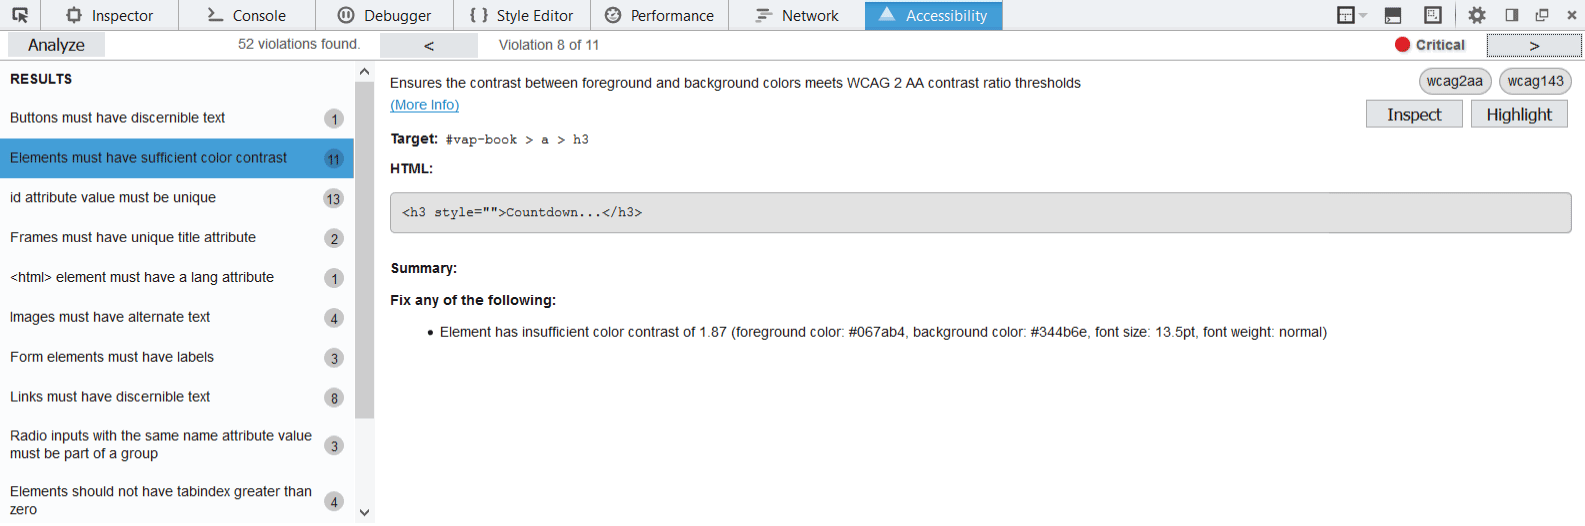 Inspector Console Debugger { } Style Editor Performance Network Accessibility
Analyze 52 violations found. < Violation 8 of 11 Critical >
RESULTS
Buttons must have discernible text 1
Elements must have sufficient color contrast 11
id attribute value must be unique 13
Frames must have unique title attribute 2
<html> element must have a lang attribute 1
Images must have alternate text 4
Form elements must have labels 3
Links must have discernible text 8
Radio inputs with the same name attribute value
must be part of a group 3
Elements should not have tabindex greater than
zero 4
Ensures the contrast between foreground and background colors meets WCAG 2 AA contrast ratio thresholds
(More Info)
wcag2aa wcag143
Inspect Highlight
Target: #vap-book > a > h3
HTML:
<h3 style="">Countdown...</h3>
Summary:
Fix any of the following:
• Element has insufficient color contrast of 1.87 (foreground color: #067ab4, background color: #344b6e, font size: 13.5pt, font weight: normal)